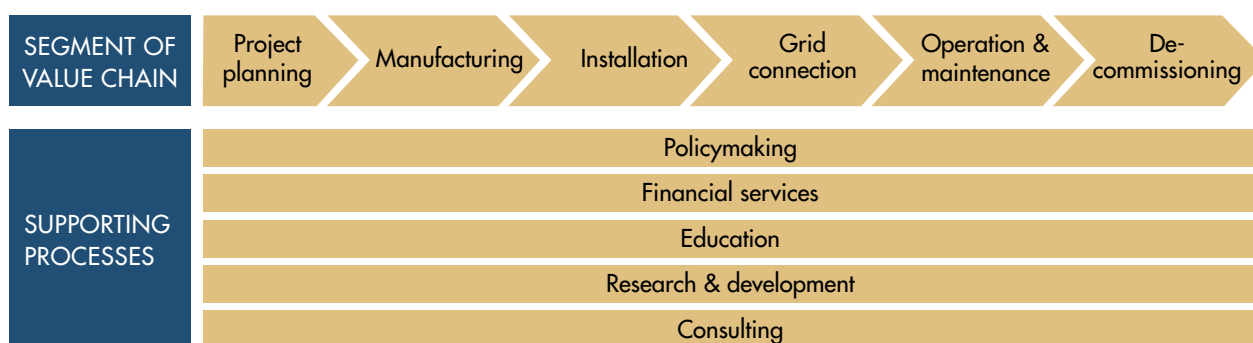 SEGMENT OF
VALUE CHAIN
Project
planning
Manufacturing
Installation
Grid
connection
Operation &
maintenance
De-
commissioning
SUPPORTING
PROCESSES
Policymaking
Financial services
Education
Research & development
Consulting